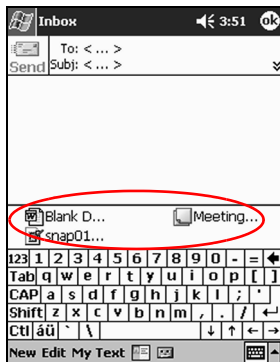 Inbox 3:51 ok
To: < ... >
Send Subj: < ... >
Blank D... Meeting...
snap01...
123 1 2 3 4 5 6 7 8 9 0 - =
Tab q w e r t y u i o p [ ]
CAP a s d f g h j k l ; '
Shift z x c v b n m , . /
Ctl áü ` \
New Edit My Text